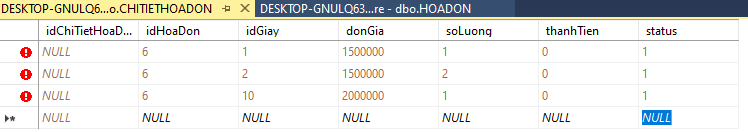 DESKTOP-GNULQ6...o.CHITIETHOADON DESKTOP-GNULQ63...re - dbo.HOADON
idChiTietHoaD... idHoaDon idGiay donGia soLuong thanhTien status
NULL 6 1 1500000 1 0 1
NULL 6 2 1500000 2 0 1
NULL 6 10 2000000 1 0 1
NULL NULL NULL NULL NULL NULL NULL